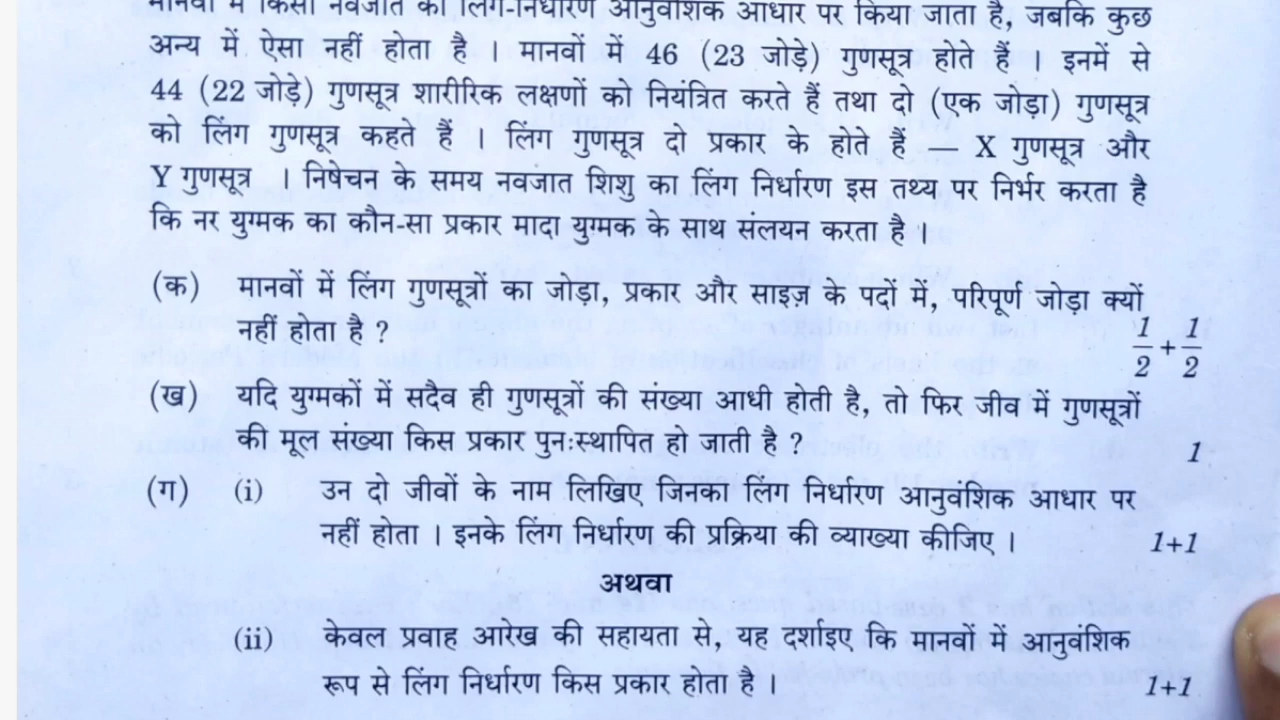 मानवों में किसी नवजात का लिंग-निर्धारण आनुवंशिक आधार पर किया जाता है, जबकि कुछ
अन्य में ऐसा नहीं होता है । मानवों में 46 (23 जोड़े) गुणसूत्र होते हैं । इनमें से
44 (22 जोड़े) गुणसूत्र शारीरिक लक्षणों को नियंत्रित करते हैं तथा दो (एक जोड़ा) गुणसूत्र
को लिंग गुणसूत्र कहते हैं । लिंग गुणसूत्र दो प्रकार के होते हैं — X गुणसूत्र और
Y गुणसूत्र । निषेचन के समय नवजात शिशु का लिंग निर्धारण इस तथ्य पर निर्भर करता है
कि नर युग्मक का कौन-सा प्रकार मादा युग्मक के साथ संलयन करता है ।
(क) मानवों में लिंग गुणसूत्रों का जोड़ा, प्रकार और साइज़ के पदों में, परिपूर्ण जोड़ा क्यों
नहीं होता है ? 1/2 + 1/2
(ख) यदि युग्मकों में सदैव ही गुणसूत्रों की संख्या आधी होती है, तो फिर जीव में गुणसूत्रों
की मूल संख्या किस प्रकार पुनःस्थापित हो जाती है ? 1
(ग) (i) उन दो जीवों के नाम लिखिए जिनका लिंग निर्धारण आनुवंशिक आधार पर
नहीं होता । इनके लिंग निर्धारण की प्रक्रिया की व्याख्या कीजिए । 1+1
अथवा
(ii) केवल प्रवाह आरेख की सहायता से, यह दर्शाइए कि मानवों में आनुवंशिक
रूप से लिंग निर्धारण किस प्रकार होता है । 1+1